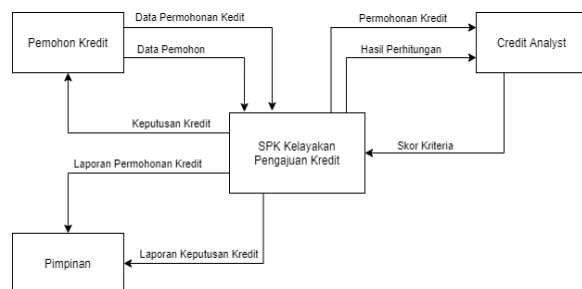 Data Permohonan Kedit
Permohonan Kredit
Pemohon Kredit
Credit Analyst
Data Pemohon
Hasil Perhitungan
Keputusan Kredit
SPK Kelayakan
Pengajuan Kredit
Skor Kriteria
Laporan Permohonan Kredit
Laporan Keputusan Kredit
Pimpinan